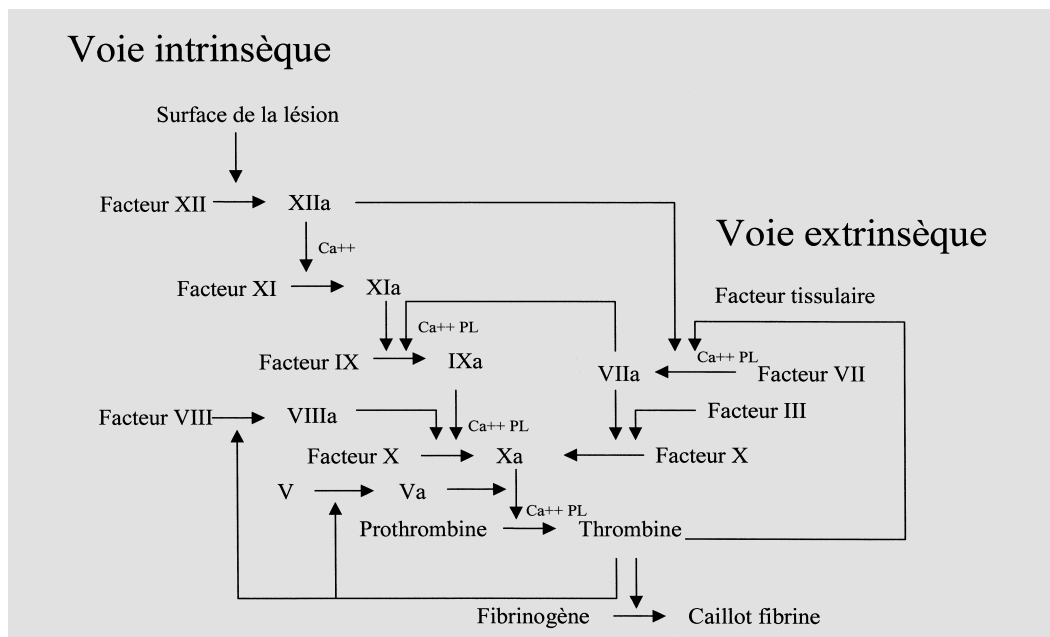 Voie intrinsèque
Surface de la lésion
Facteur XII XIIa
Voie extrinsèque
Ca++
Facteur XI XIa
Facteur tissulaire
Ca++ PL
Facteur IX IXa
Ca++ PL
VIIa Facteur VII
Facteur VIII VIIIa
Facteur III
Ca++ PL
Facteur X Xa Facteur X
V Va
Ca++ PL
Prothrombine Thrombine
Fibrinogène Caillot fibrine